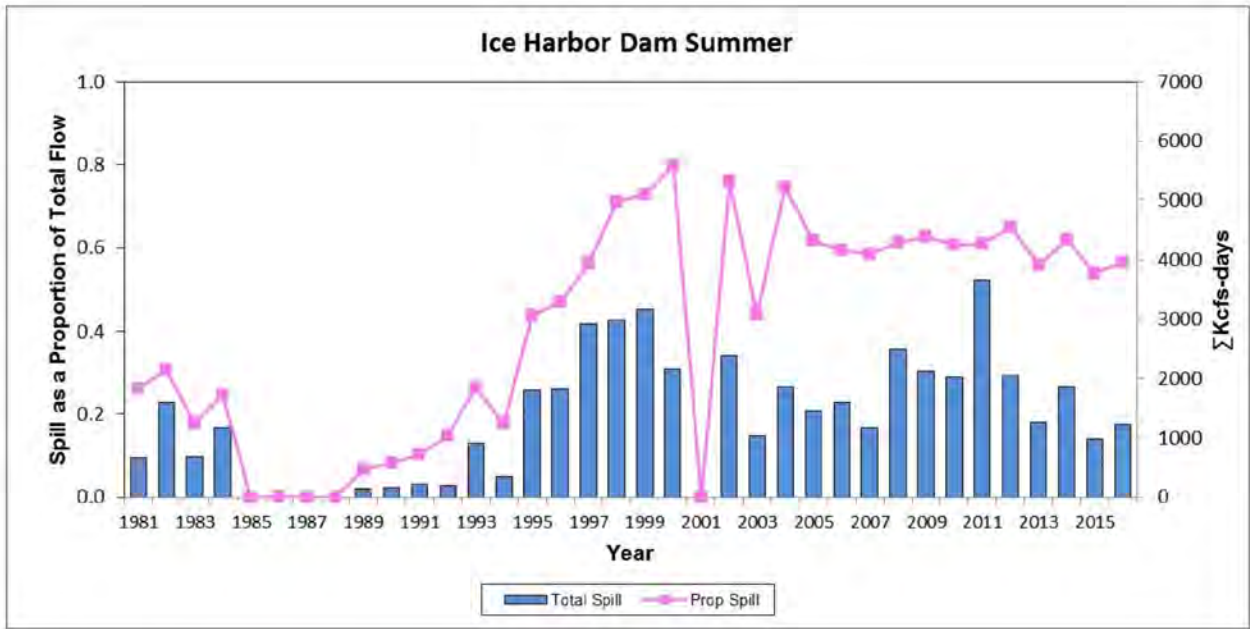 Ice Harbor Dam Summer
Spill as a Proportion of Total Flow
1.0
0.8
0.6
0.4
0.2
0.0
7000
6000
5000
4000
3000
2000
1000
0
∑Kcfs-days
1981 1983 1985 1987 1989 1991 1993 1995 1997 1999 2001 2003 2005 2007 2009 2011 2013 2015
Year
Total Spill Prop Spill